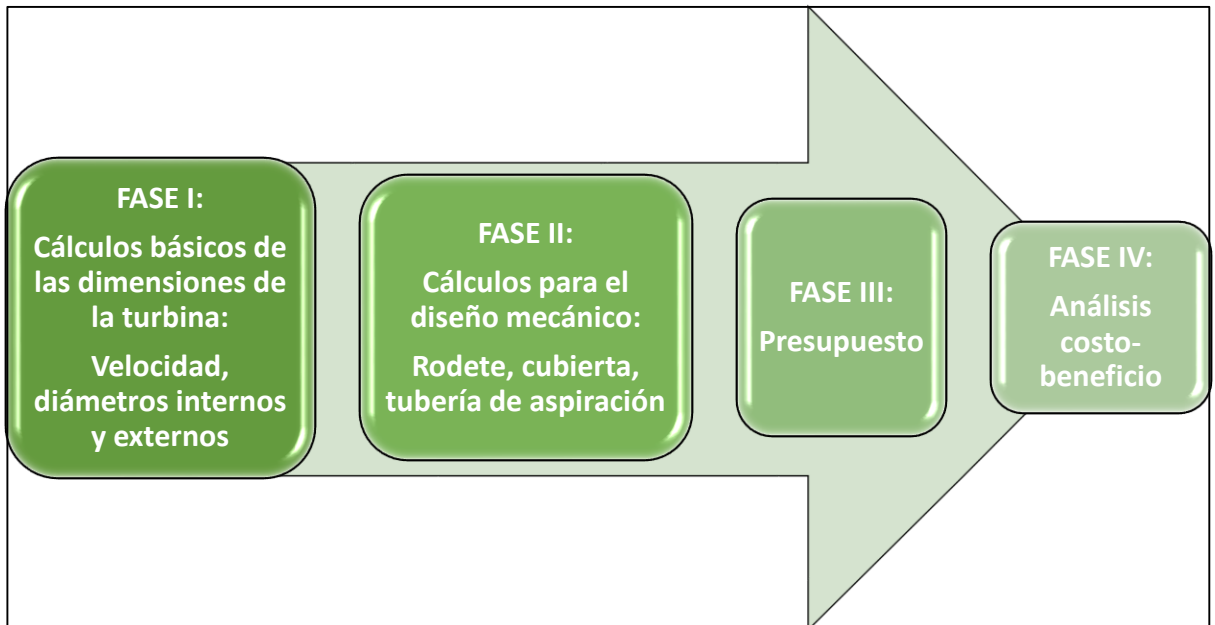 FASE I:
Cálculos básicos de
las dimensiones de
la turbina:
Velocidad,
diámetros internos
y externos
FASE II:
Cálculos para el
diseño mecánico:
Rodete, cubierta,
tubería de aspiración
FASE III:
Presupuesto
FASE IV:
Análisis
costo-
beneficio